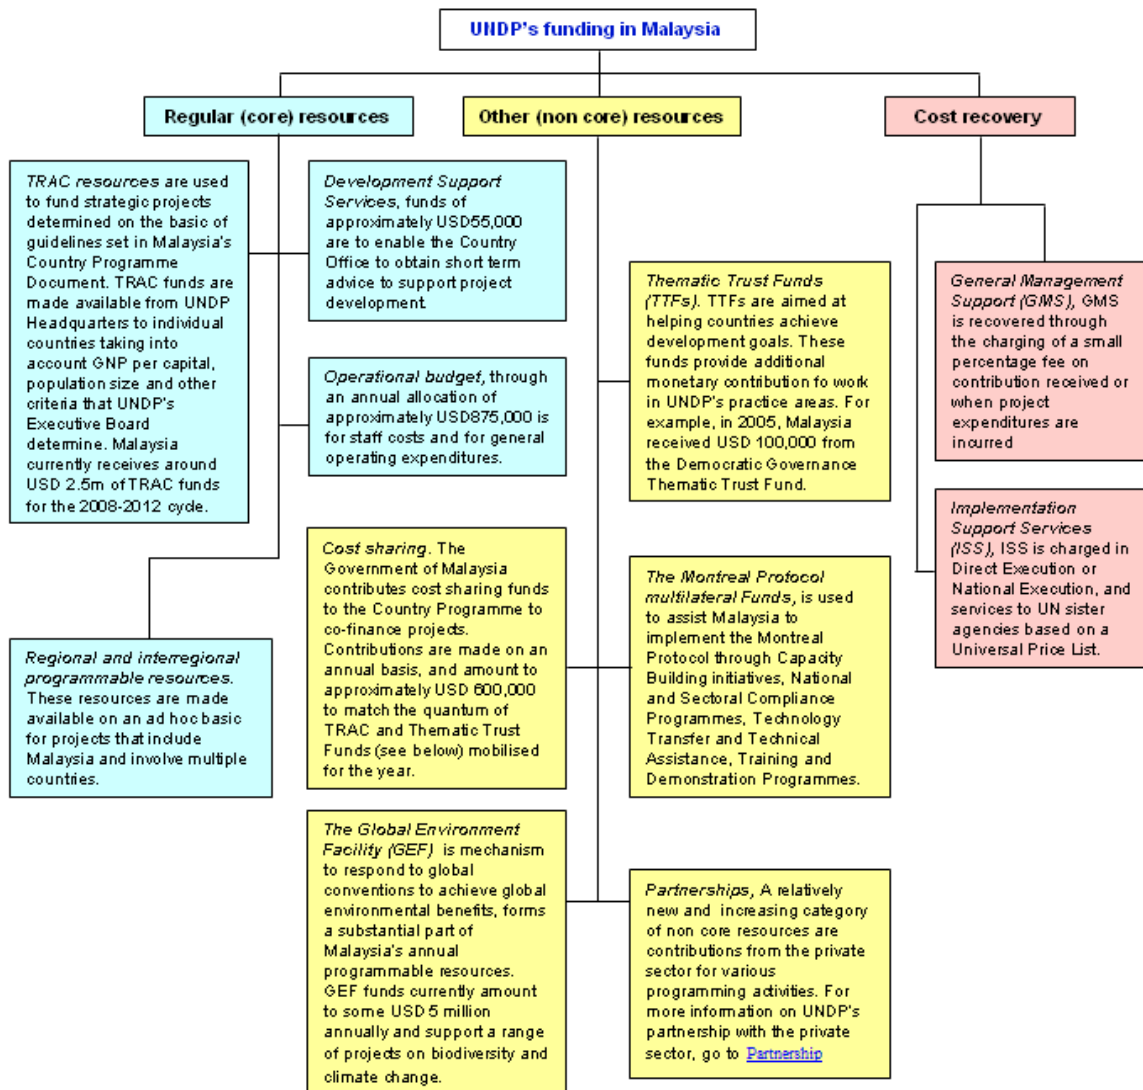 UNDP's funding in Malaysia
Regular (core) resources
Other (non core) resources
Cost recovery
TRAC resources are used
to fund strategic projects
determined on the basic of
guidelines set in Malaysia's
Country Programme
Document. TRAC funds are
made available from UNDP
Headquarters to individual
countries taking into
account GNP per capital,
population size and other
criteria that UNDP's
Executive Board
determine. Malaysia
currently receives around
USD 2.5m of TRAC funds
for the 2008-2012 cycle.
Development Support
Services, funds of
approximately USD55,000
are to enable the Country
Office to obtain short term
advice to support project
development.
Operational budget, through
an annual allocation of
approximately USD875,000 is
for staff costs and for general
operating expenditures.
Regional and interregional
programmable resources.
These resources are made
available on an ad hoc basic
for projects that include
Malaysia and involve multiple
countries.
Cost sharing. The
Government of Malaysia
contributes cost sharing funds
to the Country Programme to
co-finance projects.
Contributions are made on an
annual basis, and amount to
approximately USD 600,000
to match the quantum of
TRAC and Thematic Trust
Funds (see below) mobilised
for the year.
The Global Environment
Facility (GEF) is mechanism
to respond to global
conventions to achieve global
environmental benefits, forms
a substantial part of
Malaysia's annual
programmable resources.
GEF funds currently amount
to some USD 5 million
annually and support a range
of projects on biodiversity and
climate change.
Thematic Trust Funds
(TTFs). TTFs are aimed at
helping countries achieve
development goals. These
funds provide additional
monetary contribution fo work
in UNDP's practice areas. For
example, in 2005, Malaysia
received USD 100,000 from
the Democratic Governance
Thematic Trust Fund.
The Montreal Protocol
multilateral Funds, is used
to assist Malaysia to
implement the Montreal
Protocol through Capacity
Building initiatives, National
and Sectoral Compliance
Programmes, Technology
Transfer and Technical
Assistance, Training and
Demonstration Programmes.
Partnerships, A relatively
new and increasing category
of non core resources are
contributions from the private
sector for various
programming activities. For
more information on UNDP's
partnership with the private
sector, go to Partnership
General Management
Support (GMS), GMS
is recovered through
the charging of a small
percentage fee on
contribution received or
when project
expenditures are
incurred
Implementation
Support Services
(ISS), ISS is charged in
Direct Execution or
National Execution, and
services to UN sister
agencies based on a
Universal Price List.